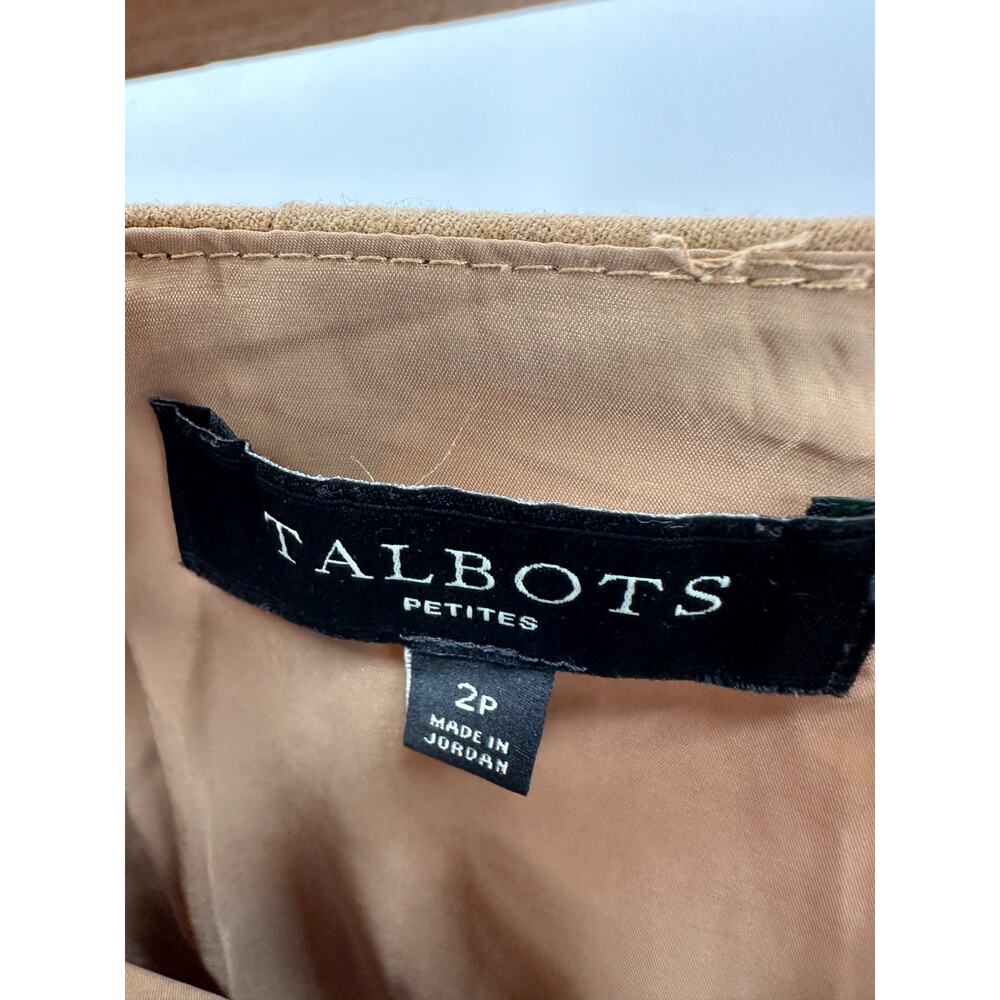 TALBOTS
PETITES
2P
MADE IN
JORDAN